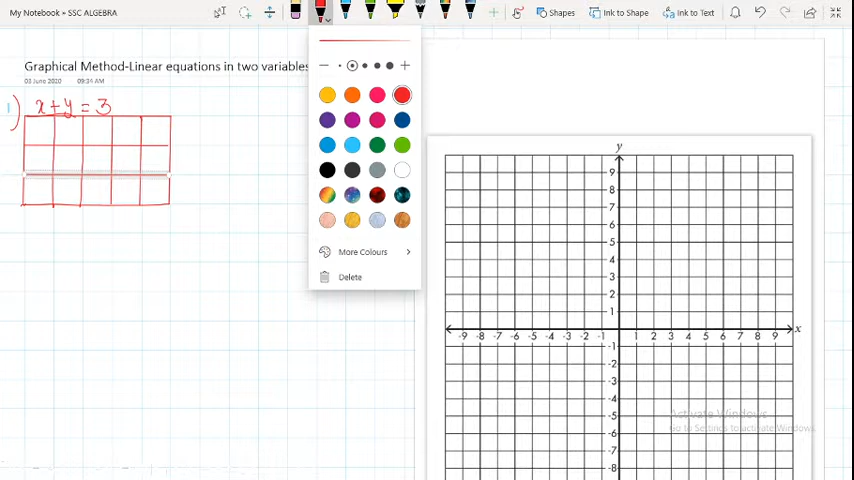 My Notebook » SSC ALGEBRA
Shapes
Ink to Shape
Ink to Text
Graphical Method-Linear equations in two variables
03 June 2020 09:34 AM
1) x + y = 3
More Colours
Delete
y
9
8
7
6
5
4
3
2
1
x
-9 -8 -7 -6 -5 -4 -3 -2 -1 1 2 3 4 5 6 7 8 9
-1
-2
-3
-4
-5
-6
-7
-8
Activate Windows
Go to Settings to activate Windows.